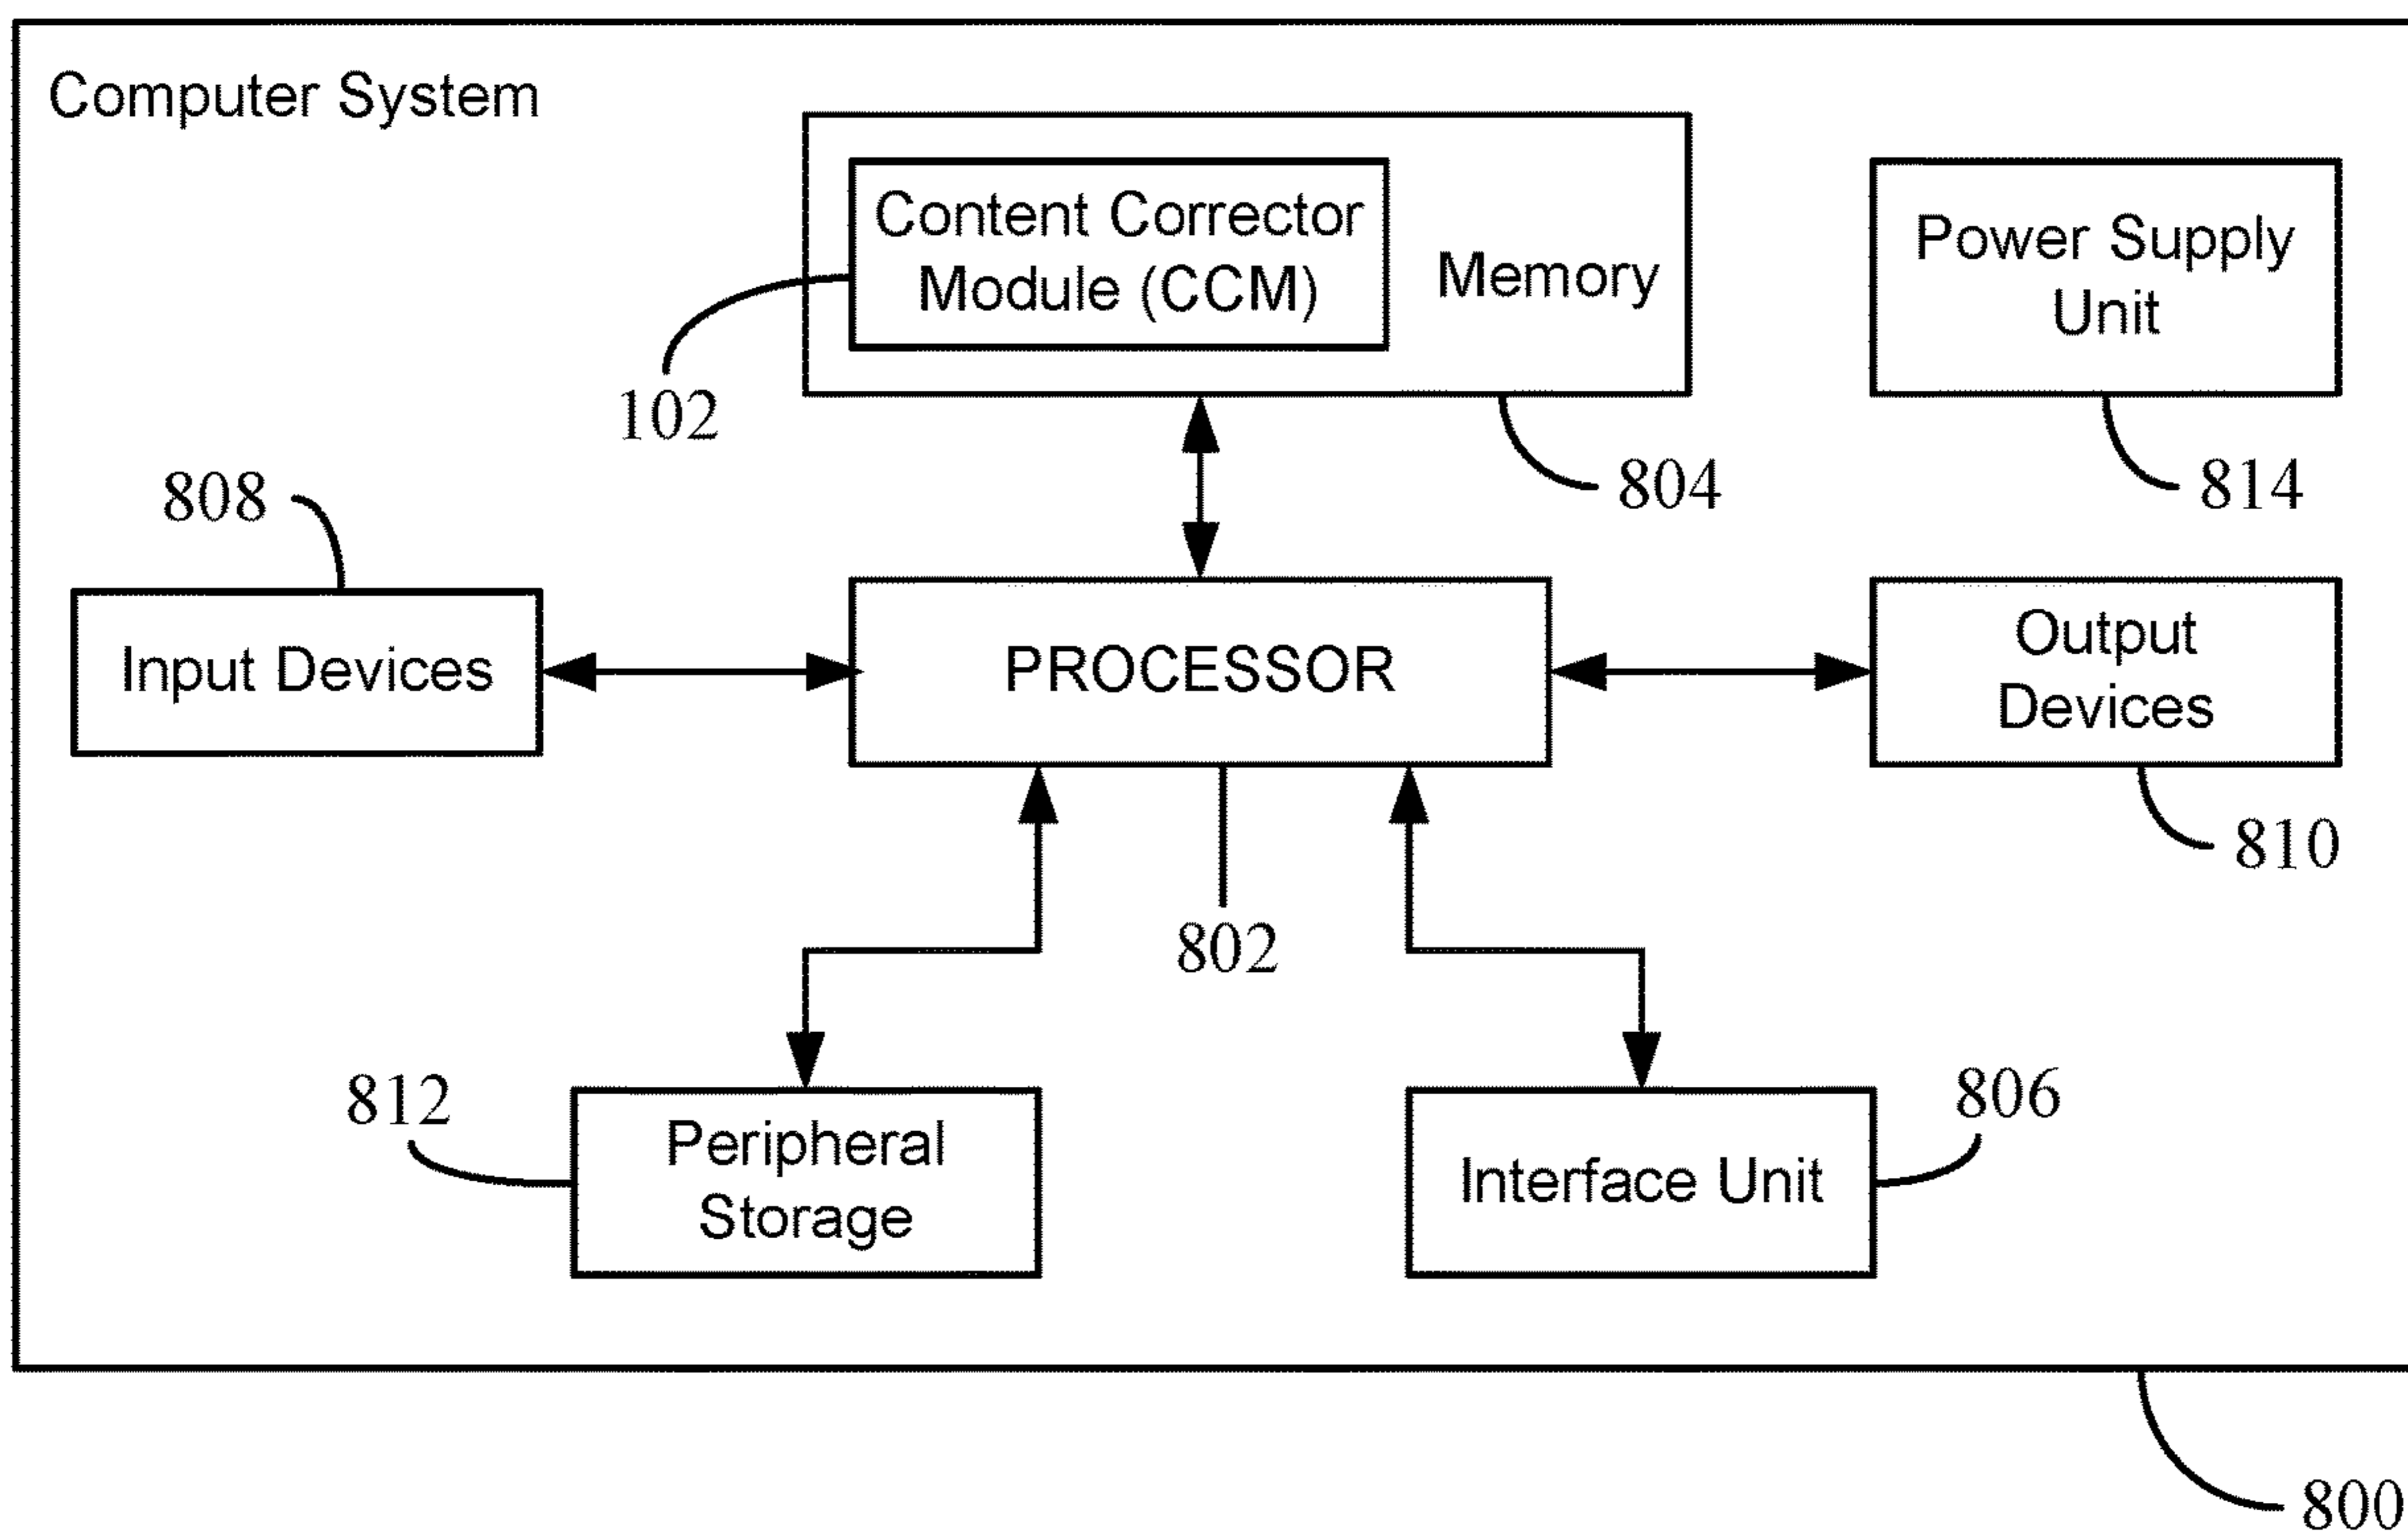 Computer System
Content Corrector
Module (CCM)
Memory
Power Supply
Unit
102
804
814
808
Input Devices
PROCESSOR
Output
Devices
810
802
812
Peripheral
Storage
Interface Unit
806
800